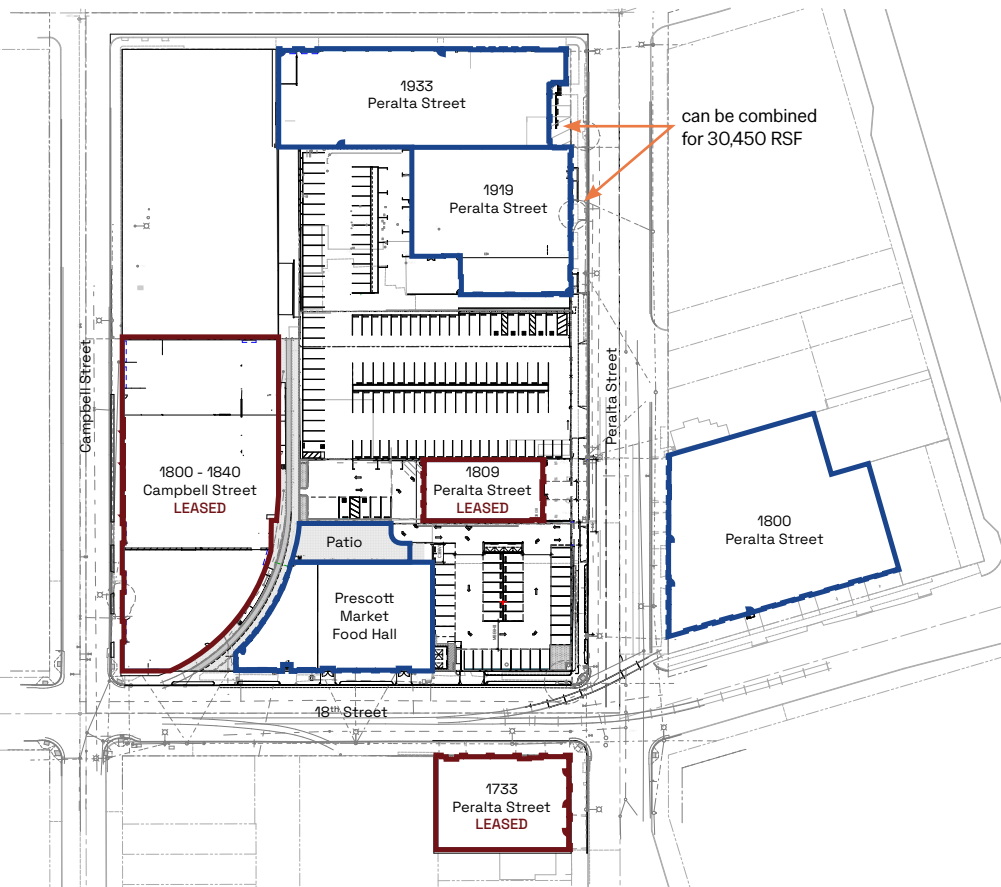 1933
Peralta Street
can be combined
for 30,450 RSF
1919
Peralta Street
Campbell Street
Peralta Street
1800 - 1840
Campbell Street
LEASED
1809
Peralta Street
LEASED
1800
Peralta Street
Patio
Prescott
Market
Food Hall
18th Street
1733
Peralta Street
LEASED